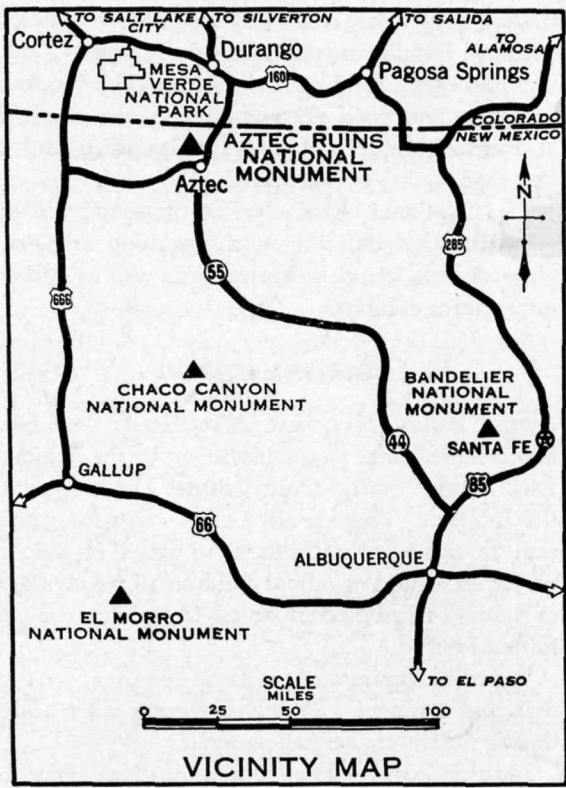 TO SALT LAKE
CITY
TO SILVERTON
TO SALIDA
TO
ALAMOSA
Cortez
Durango
MESA
VERDE
NATIONAL
PARK
160
Pagosa Springs
COLORADO
NEW MEXICO
AZTEC RUINS
NATIONAL
MONUMENT
Aztec
N
285
55
666
CHACO CANYON
NATIONAL MONUMENT
BANDELIER
NATIONAL
MONUMENT
SANTA FE
44
85
GALLUP
66
ALBUQUERQUE
EL MORRO
NATIONAL MONUMENT
TO EL PASO
SCALE
MILES
0 25 50 100
VICINITY MAP